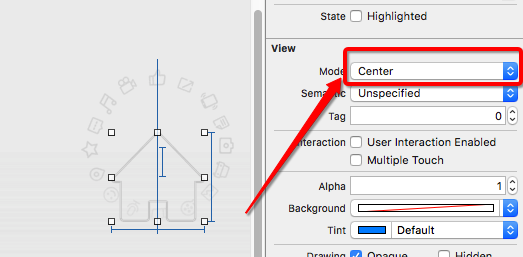 State Highlighted
View
Mode Center
Semantic Unspecified
Tag 0
Interaction User Interaction Enabled
Multiple Touch
Alpha 1
Background
Tint Default
Drawing Opaque Hidden